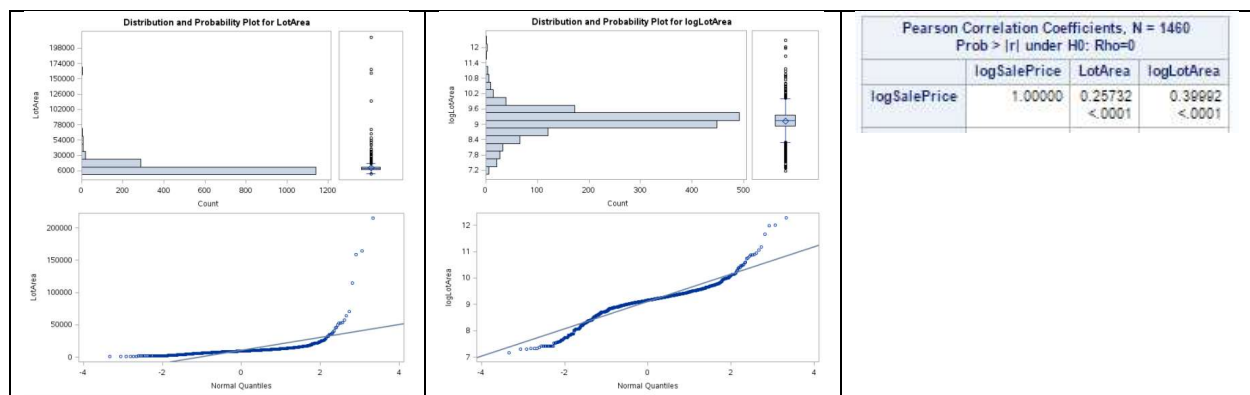 Distribution and Probability Plot for LotArea
198000
174000
150000
126000
102000
78000
54000
30000
6000
LotArea
0 200 400 600 800 1000 1200
Count
200000
150000
100000
50000
0
LotArea
-4 -2 0 2 4
Normal Quantiles
Distribution and Probability Plot for logLotArea
12
11.4
10.8
10.2
9.6
9
8.4
7.8
7.2
logLotArea
0 100 200 300 400 500
Count
12
11
10
9
8
7
logLotArea
-4 -2 0 2 4
Normal Quantiles
Pearson Correlation Coefficients, N = 1460
Prob > |r| under H0: Rho=0
logSalePrice LotArea logLotArea
logSalePrice 1.00000 0.25732 0.39992
<.0001 <.0001